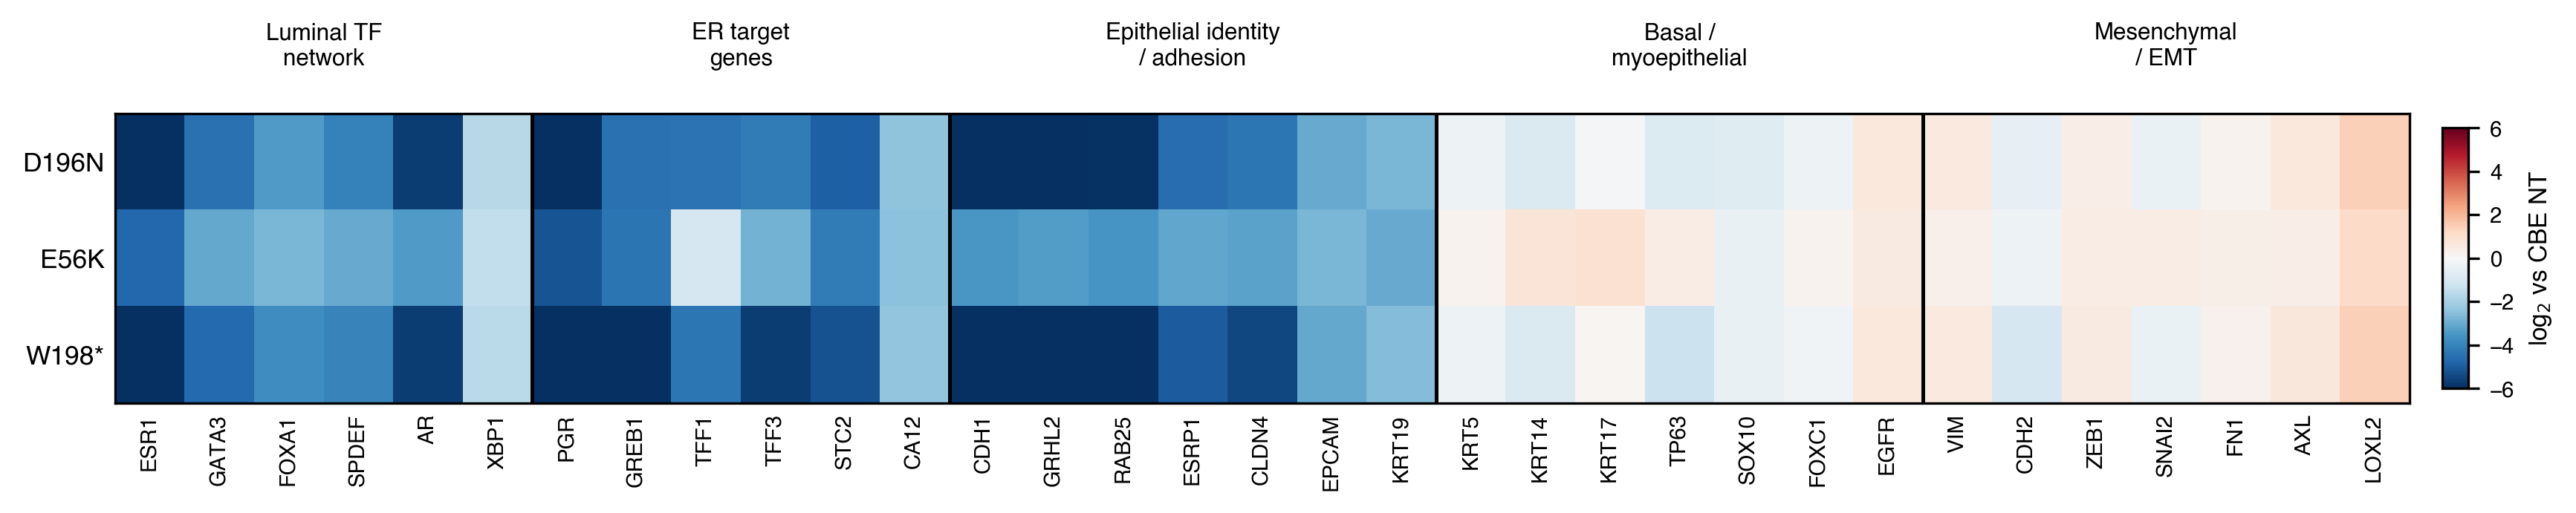 Luminal TF
network
ER target
genes
Epithelial identity
/ adhesion
Basal /
myoepithelial
Mesenchymal
/ EMT
D196N
E56K
W198*
ESR1
GATA3
FOXA1
SPDEF
AR
XBP1
PGR
GREB1
TFF1
TFF3
STC2
CA12
CDH1
GRHL2
RAB25
ESRP1
CLDN4
EPCAM
KRT19
KRT5
KRT14
KRT17
TP63
SOX10
FOXC1
EGFR
VIM
CDH2
ZEB1
SNAI2
FN1
AXL
LOXL2
6
4
2
0
−2
−4
−6
log₂ vs CBE NT